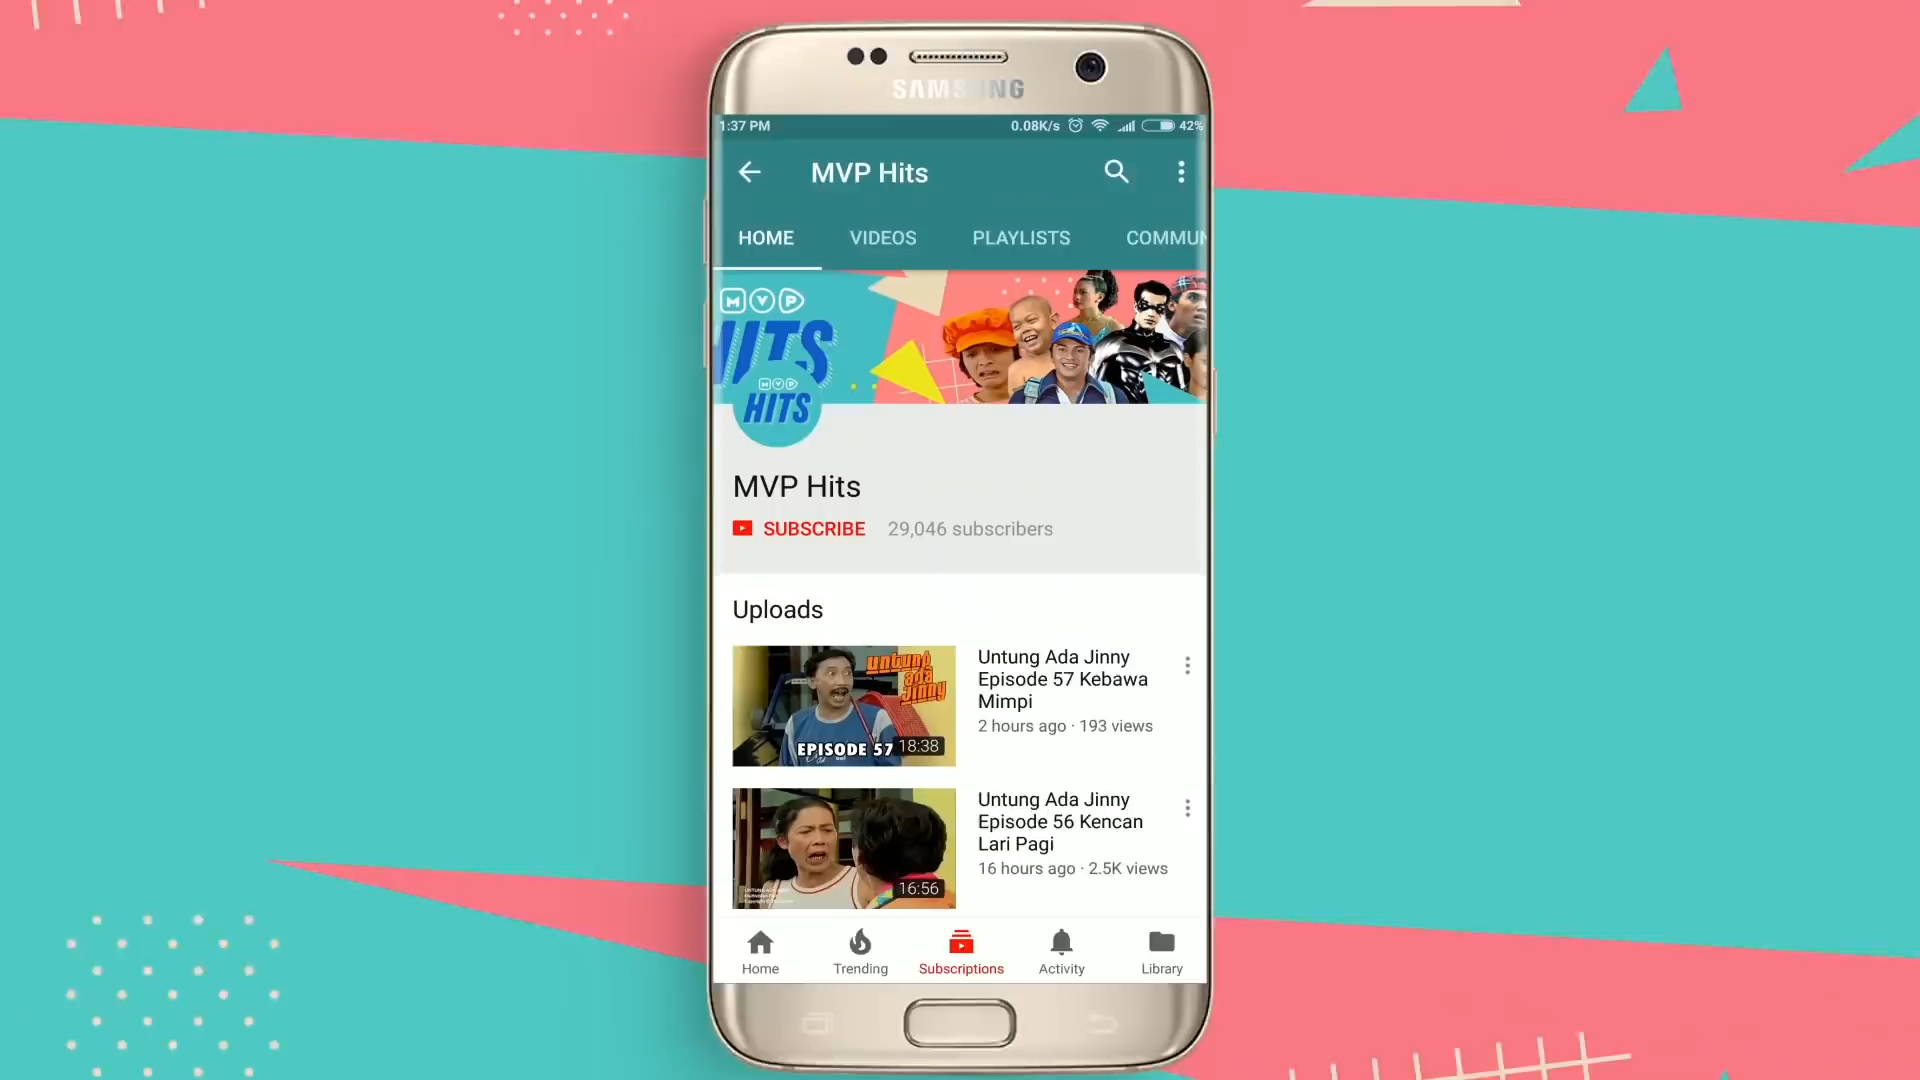 SAMSUNG
1:37 PM
0.08K/s
42%
MVP Hits
HOME
VIDEOS
PLAYLISTS
COMMUN
MVP
HITS
MVP
HITS
MVP Hits
SUBSCRIBE
29,046 subscribers
Uploads
untung
ada
jinny
EPISODE 57
18:38
Untung Ada Jinny
Episode 57 Kebawa
Mimpi
2 hours ago · 193 views
16:56
Untung Ada Jinny
Episode 56 Kencan
Lari Pagi
16 hours ago · 2.5K views
Home
Trending
Subscriptions
Activity
Library